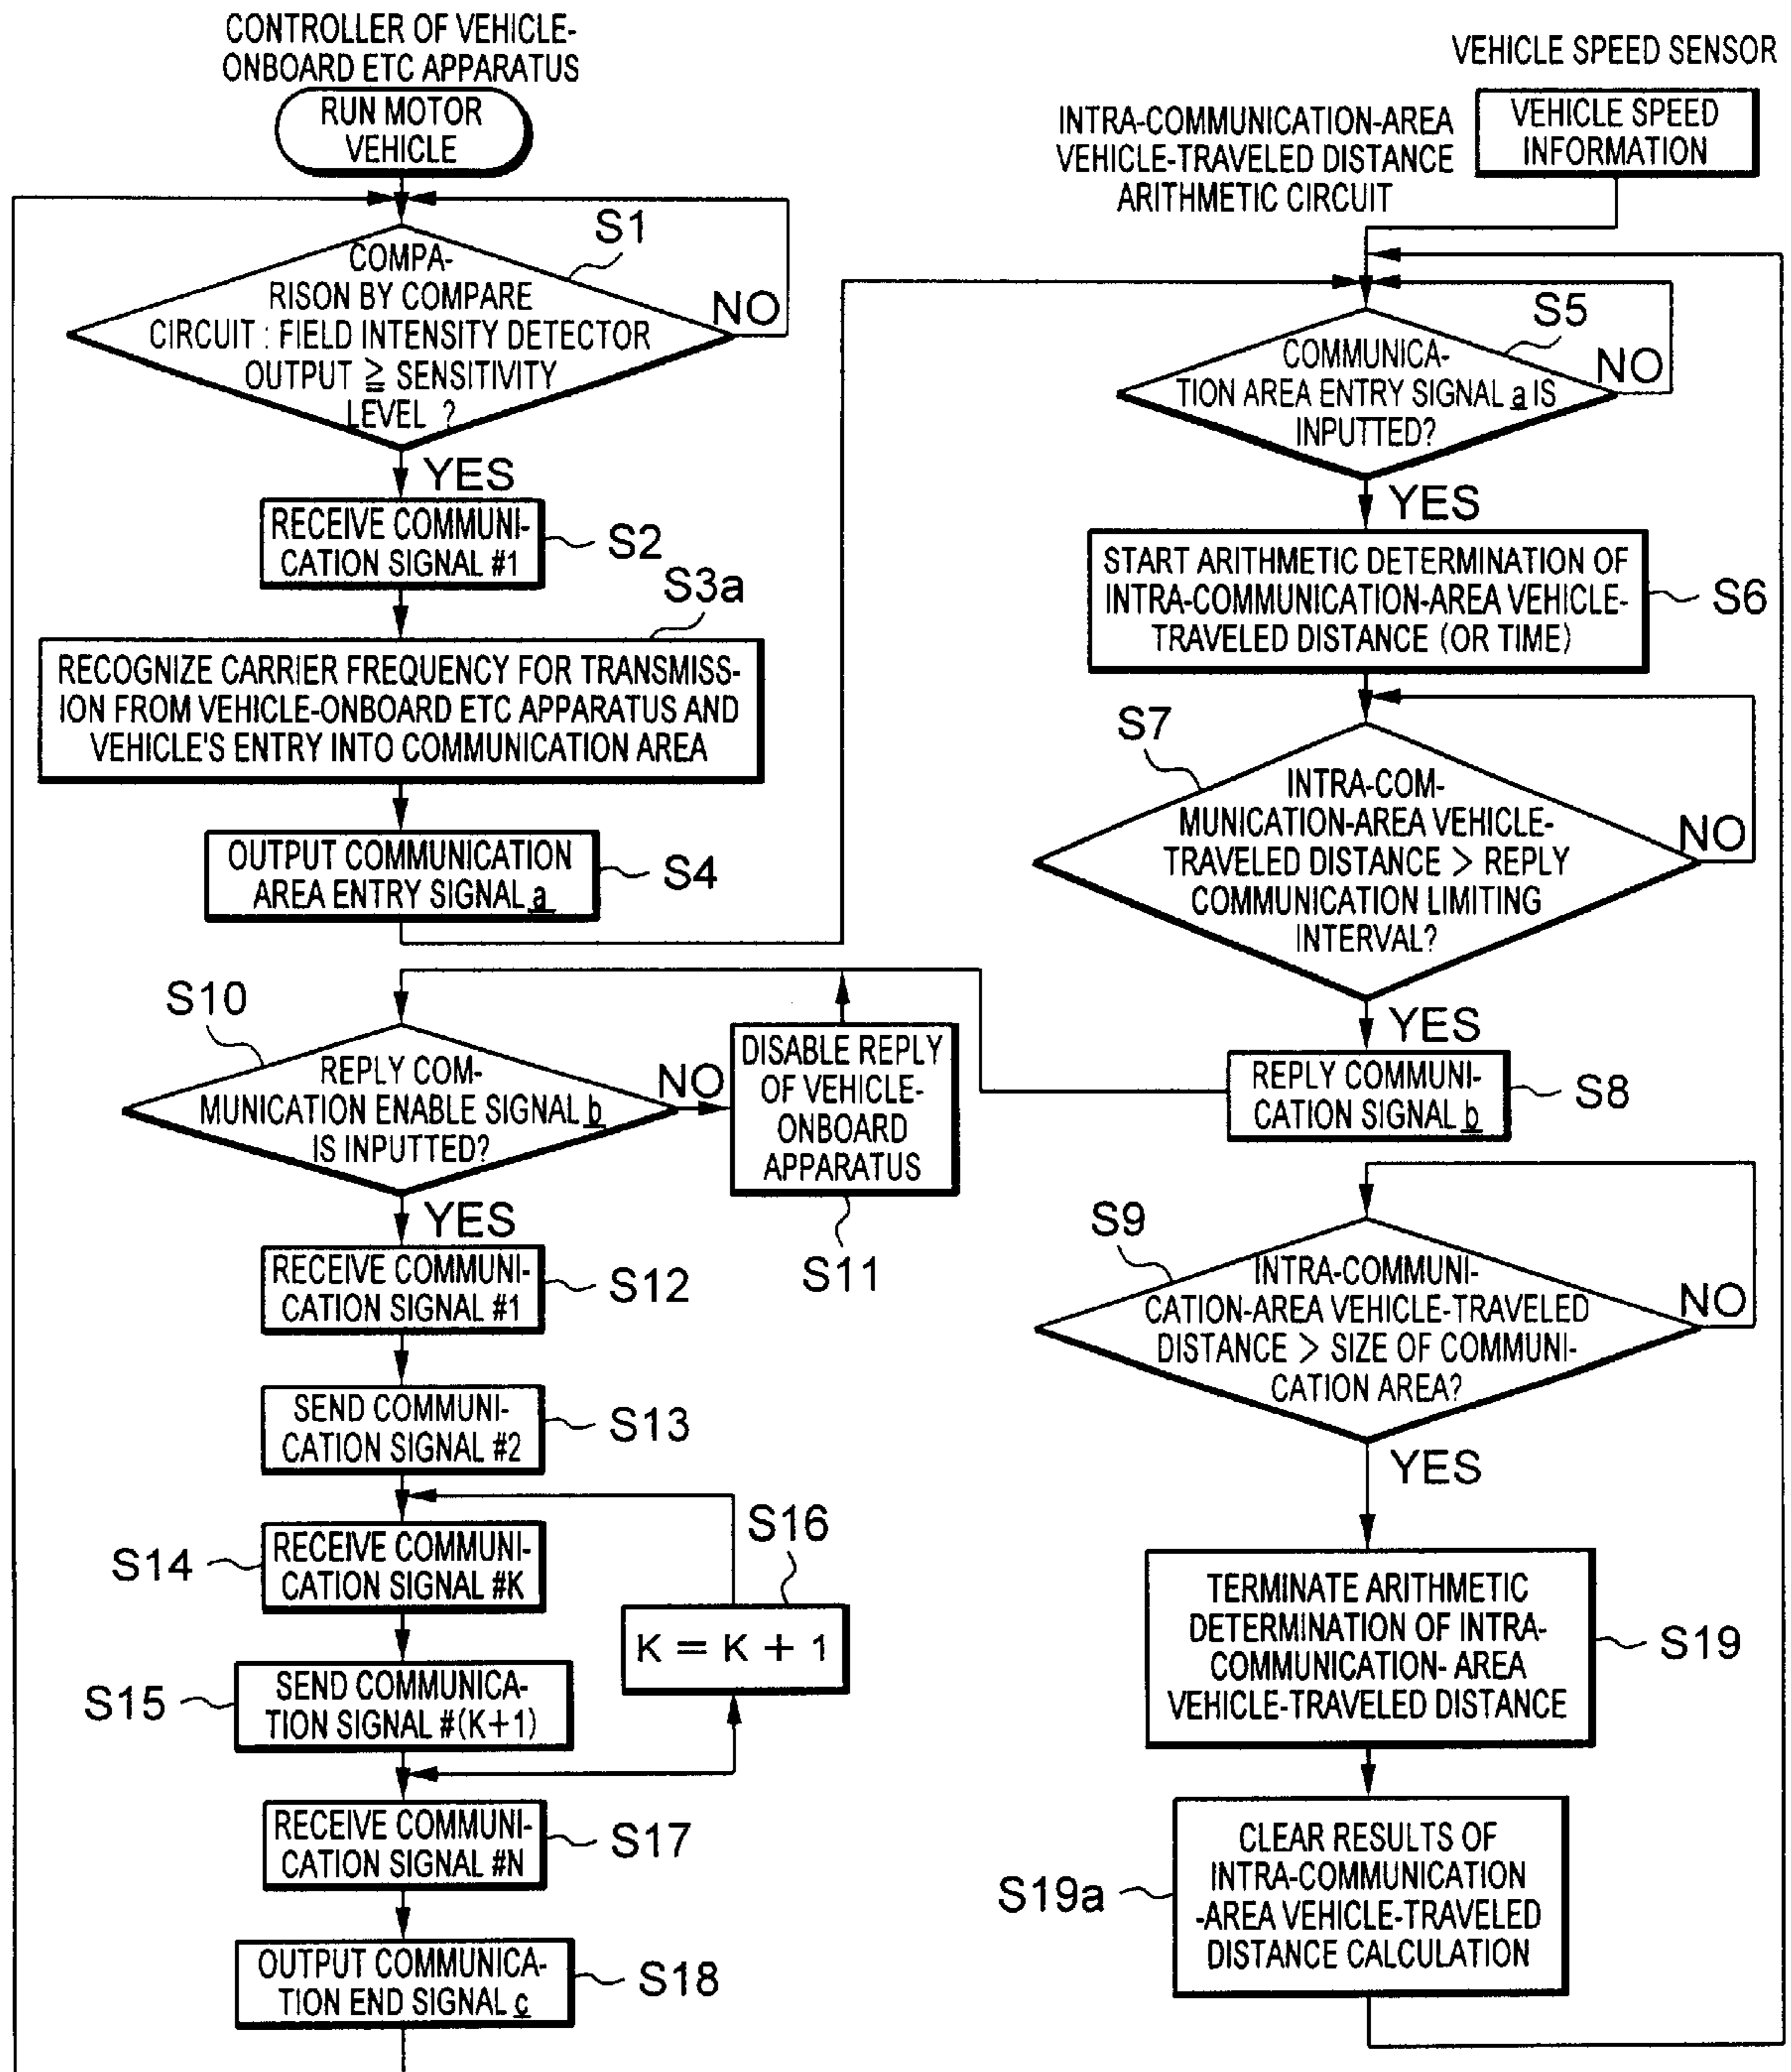 CONTROLLER OF VEHICLE-
ONBOARD ETC APPARATUS
RUN MOTOR
VEHICLE
S1
COMPA-
RISON BY COMPARE
CIRCUIT : FIELD INTENSITY DETECTOR
OUTPUT ≧ SENSITIVITY
LEVEL ?
NO
YES
RECEIVE COMMUNI-
CATION SIGNAL #1
S2
S3a
RECOGNIZE CARRIER FREQUENCY FOR TRANSMISS-
ION FROM VEHICLE-ONBOARD ETC APPARATUS AND
VEHICLE'S ENTRY INTO COMMUNICATION AREA
OUTPUT COMMUNICATION
AREA ENTRY SIGNAL a
S4
S10
REPLY COM-
MUNICATION ENABLE SIGNAL b
IS INPUTTED?
NO
DISABLE REPLY
OF VEHICLE-
ONBOARD
APPARATUS
S11
YES
RECEIVE COMMUNI-
CATION SIGNAL #1
S12
SEND COMMUNI-
CATION SIGNAL #2
S13
S14
RECEIVE COMMUNI-
CATION SIGNAL #K
S16
K = K + 1
S15
SEND COMMUNICA-
TION SIGNAL #(K+1)
RECEIVE COMMUNI-
CATION SIGNAL #N
S17
OUTPUT COMMUNICA-
TION END SIGNAL c
S18
VEHICLE SPEED SENSOR
VEHICLE SPEED
INFORMATION
INTRA-COMMUNICATION-AREA
VEHICLE-TRAVELED DISTANCE
ARITHMETIC CIRCUIT
S5
COMMUNICA-
TION AREA ENTRY SIGNAL a IS
INPUTTED?
NO
YES
START ARITHMETIC DETERMINATION OF
INTRA-COMMUNICATION-AREA VEHICLE-
TRAVELED DISTANCE (OR TIME)
S6
S7
INTRA-COM-
MUNICATION-AREA VEHICLE-
TRAVELED DISTANCE > REPLY
COMMUNICATION LIMITING
INTERVAL?
NO
YES
REPLY COMMUNI-
CATION SIGNAL b
S8
S9
INTRA-COMMUNI-
CATION-AREA VEHICLE-TRAVELED
DISTANCE > SIZE OF COMMUNI-
CATION AREA?
NO
YES
TERMINATE ARITHMETIC
DETERMINATION OF INTRA-
COMMUNICATION- AREA
VEHICLE-TRAVELED DISTANCE
S19
S19a
CLEAR RESULTS OF
INTRA-COMMUNICATION
-AREA VEHICLE-TRAVELED
DISTANCE CALCULATION